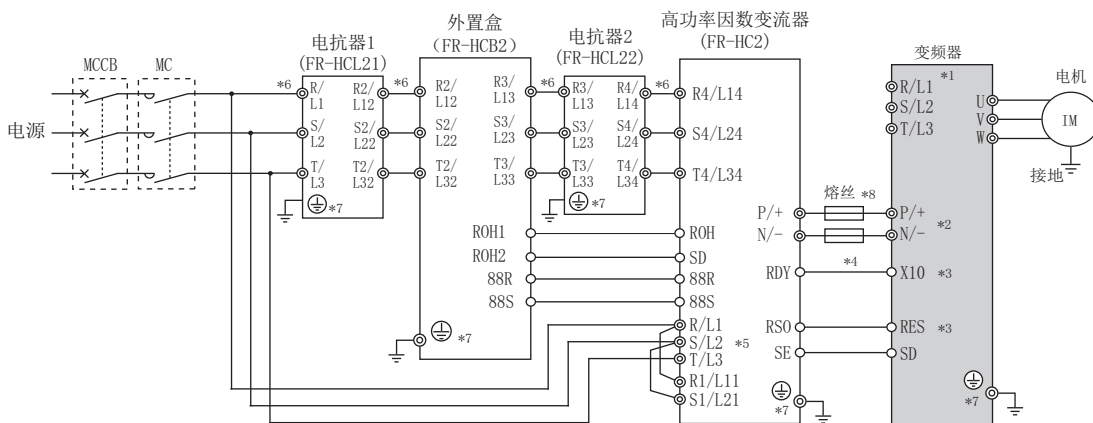 高功率因数变流器
(FR-HC2)
外置盒
(FR-HCB2)
电抗器1
(FR-HCL21)
电抗器2
(FR-HCL22)
变频器
MCCB
MC
电源
*6
R/
L1
R2/
L12
S/
L2
S2/
L22
T/
L3
T2/
L32
*7
*6
R2/
L12
R3/
L13
S2/
L22
S3/
L23
T2/
L32
T3/
L33
ROH1
ROH2
88R
88S
*7
*6
R3/
L13
R4/
L14
S3/
L23
S4/
L24
T3/
L33
T4/
L34
*7
*6
R4/L14
S4/L24
T4/L34
P/+
N/-
ROH
SD
RDY
88R
88S
R/L1
RSO
S/L2
*5
T/L3
SE
R1/L11
S1/L21
*7
熔丝
*8
*4
R/L1
*1
S/L2
T/L3
U
V
W
P/+
N/-
*2
X10
*3
RES
*3
SD
*7
电机
IM
接地